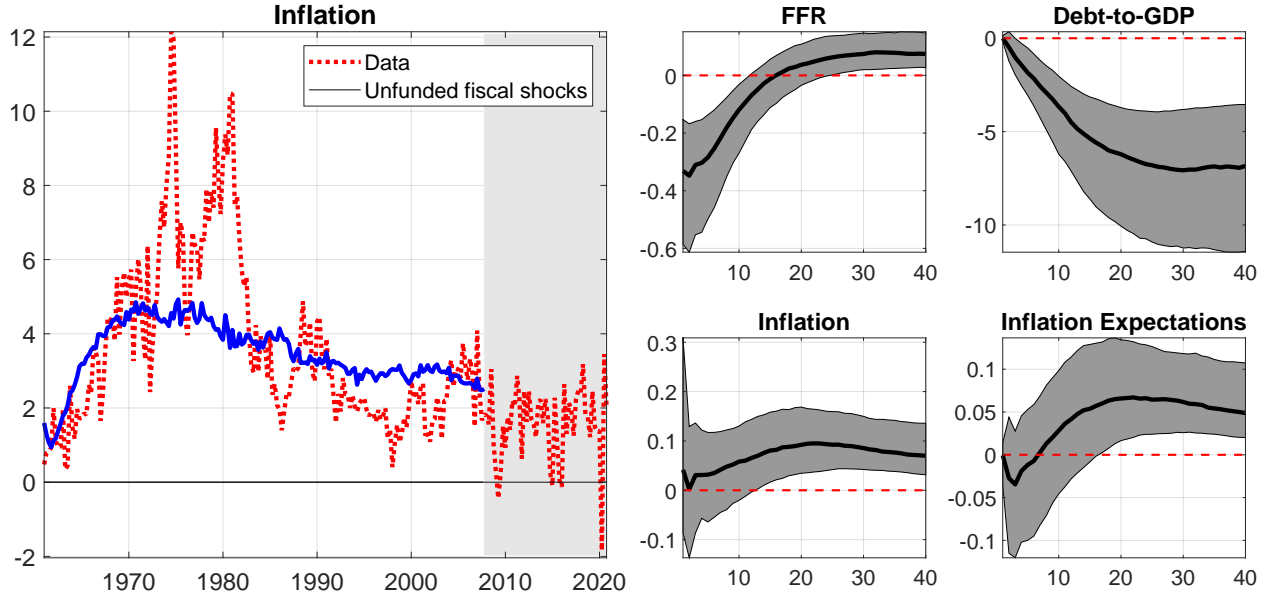 Inflation
12
10
8
6
4
2
0
-2
1970 1980 1990 2000 2010 2020
Data
Unfunded fiscal shocks
FFR
0
-0.2
-0.4
-0.6
10 20 30 40
Debt-to-GDP
0
-5
-10
10 20 30 40
Inflation
0.3
0.2
0.1
0
-0.1
10 20 30 40
Inflation Expectations
0.1
0.05
0
-0.05
-0.1
10 20 30 40